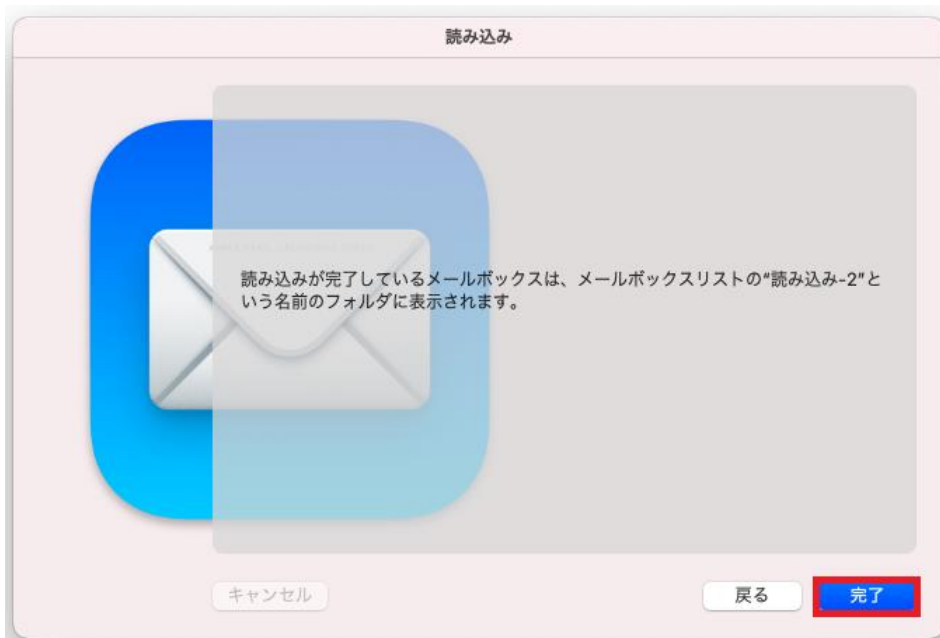 読み込み
読み込みが完了しているメールボックスは、メールボックスリストの"読み込み-2"と
いう名前のフォルダに表示されます。
キャンセル
戻る
完了